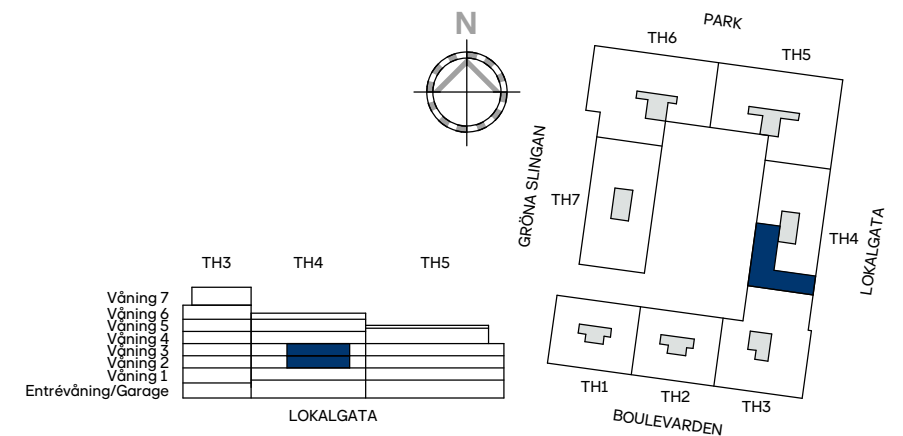 N
PARK
TH6
TH5
GRÖNA SLINGAN
TH7
TH4
LOKALGATA
TH3
TH4
TH5
Våning 7
Våning 6
Våning 5
Våning 4
Våning 3
Våning 2
Våning 1
Entrévåning/Garage
LOKALGATA
TH1
TH2
TH3
BOULEVARDEN